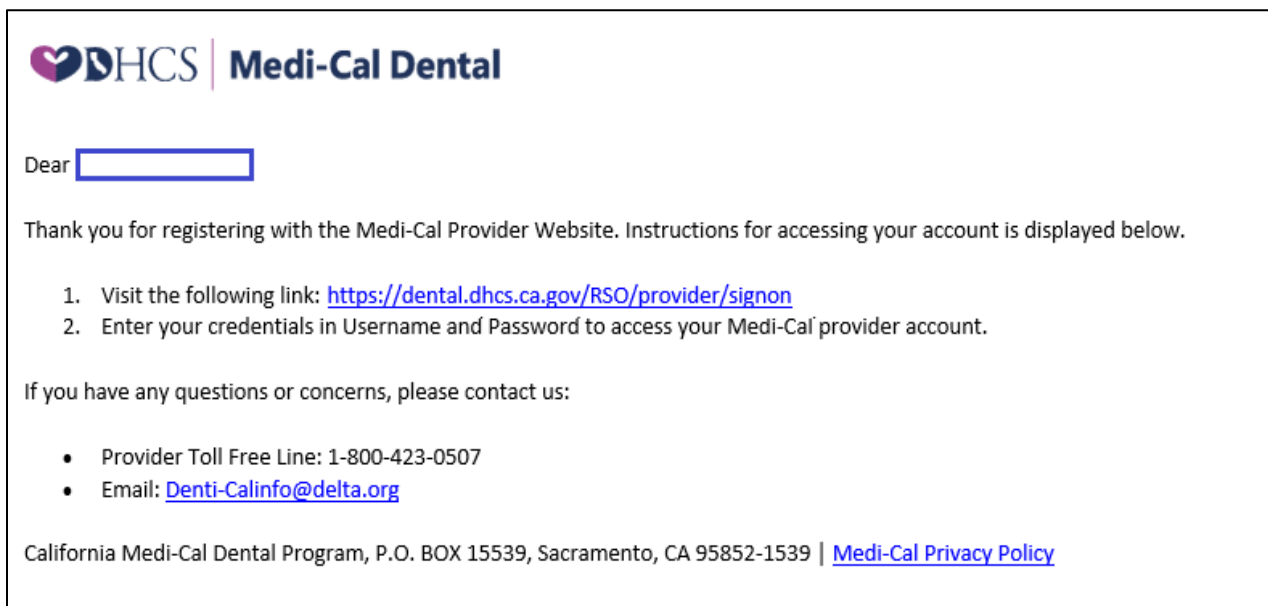 DHCS | Medi-Cal Dental
Dear
Thank you for registering with the Medi-Cal Provider Website. Instructions for accessing your account is displayed below.
1. Visit the following link: https://dental.dhcs.ca.gov/RSO/provider/signon
2. Enter your credentials in Username and Password to access your Medi-Cal provider account.
If you have any questions or concerns, please contact us:
• Provider Toll Free Line: 1-800-423-0507
• Email: Denti-Calinfo@delta.org
California Medi-Cal Dental Program, P.O. BOX 15539, Sacramento, CA 95852-1539 | Medi-Cal Privacy Policy